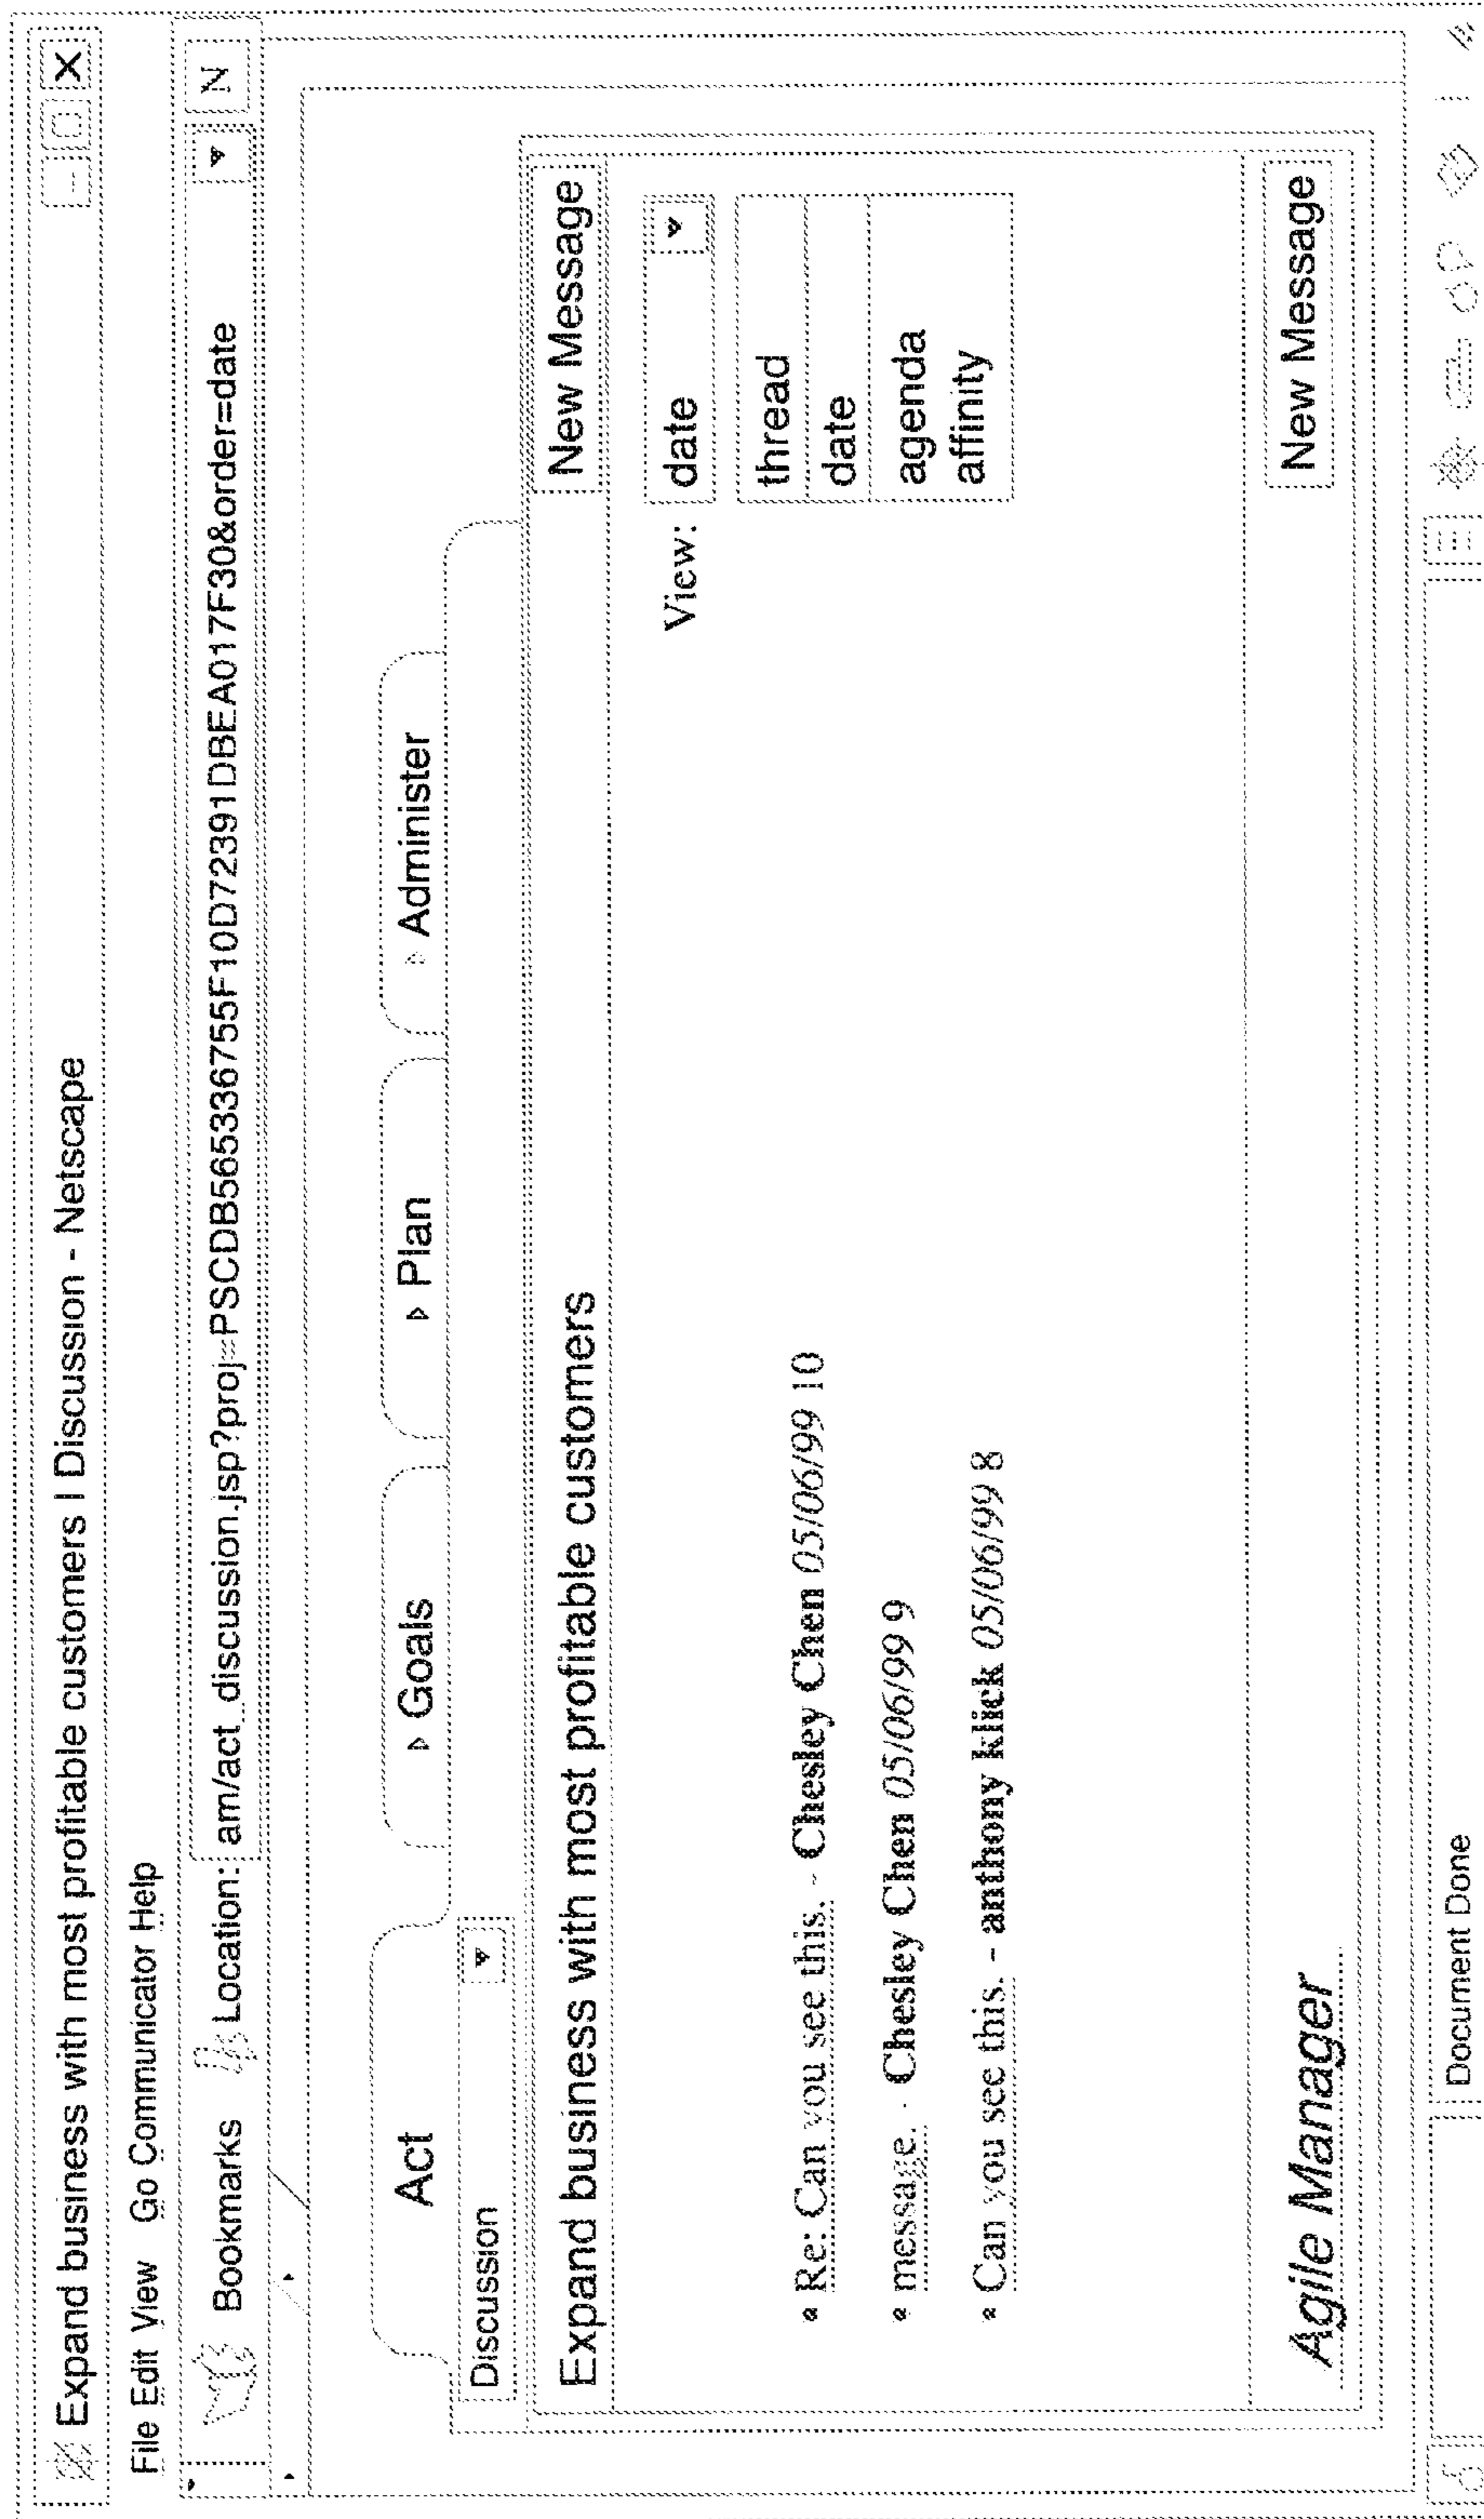 Expand business with most profitable customers I Discussion - Netscape
File Edit View Go Communicator Help
Bookmarks Location: am/act_discussion.jsp?proj=PSCDB565336755F10D72391DBEA017F30&order=date N
Act Goals Plan Administer
Discussion
Expand business with most profitable customers New Message
View: date
thread
date
agenda
affinity
Re: Can you see this. - Chesley Chen 05/06/99 10
message. - Chesley Chen 05/06/99 9
Can you see this. - anthony klick 05/06/99 8
Agile Manager New Message
Document Done